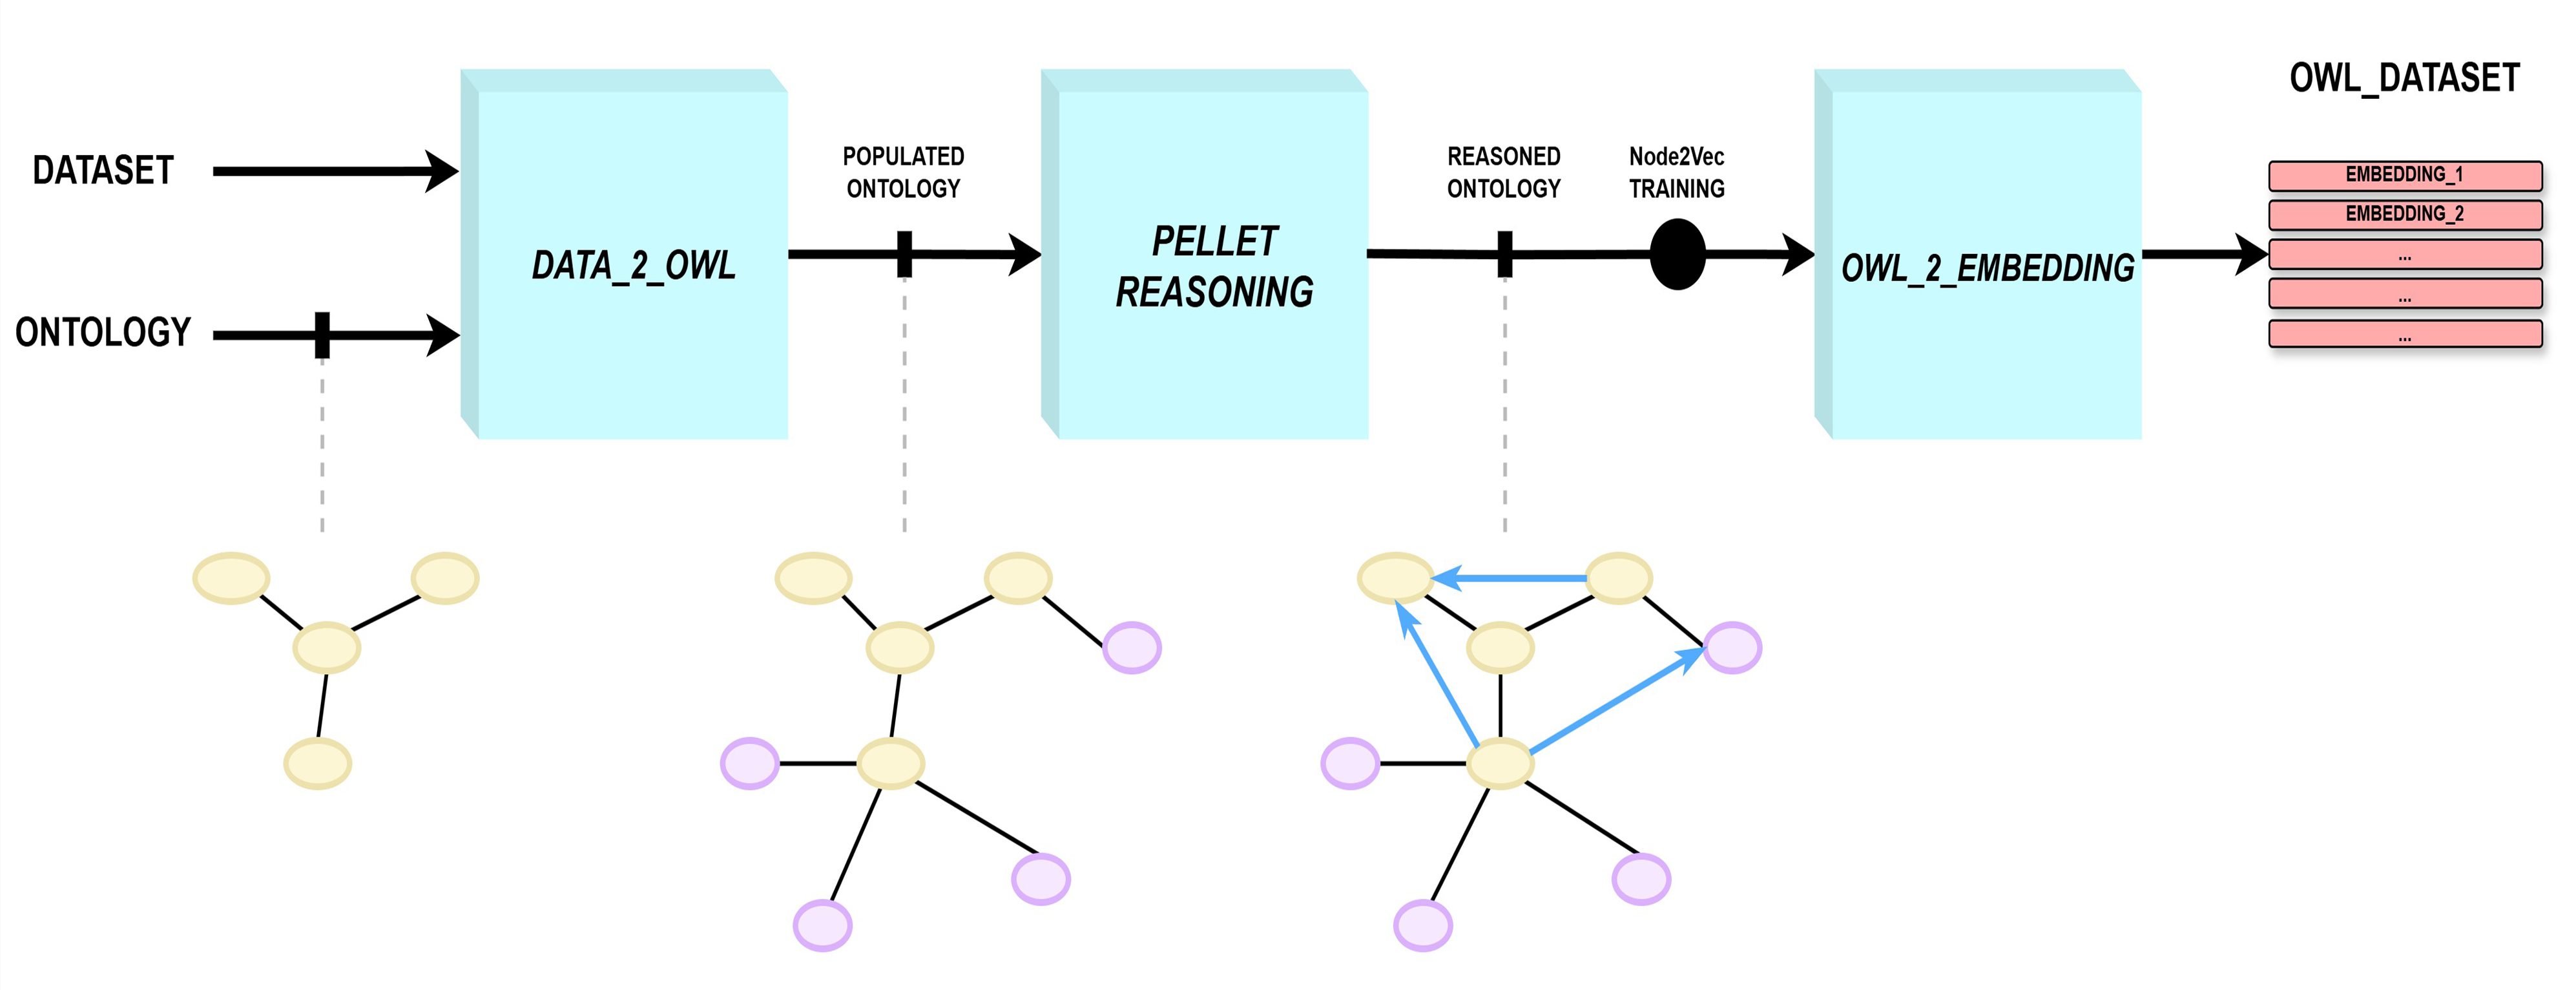 DATASET
ONTOLOGY
DATA_2_OWL
POPULATED
ONTOLOGY
PELLET
REASONING
REASONED
ONTOLOGY
Node2Vec
TRAINING
OWL_2_EMBEDDING
OWL_DATASET
EMBEDDING_1
EMBEDDING_2
...
...
...